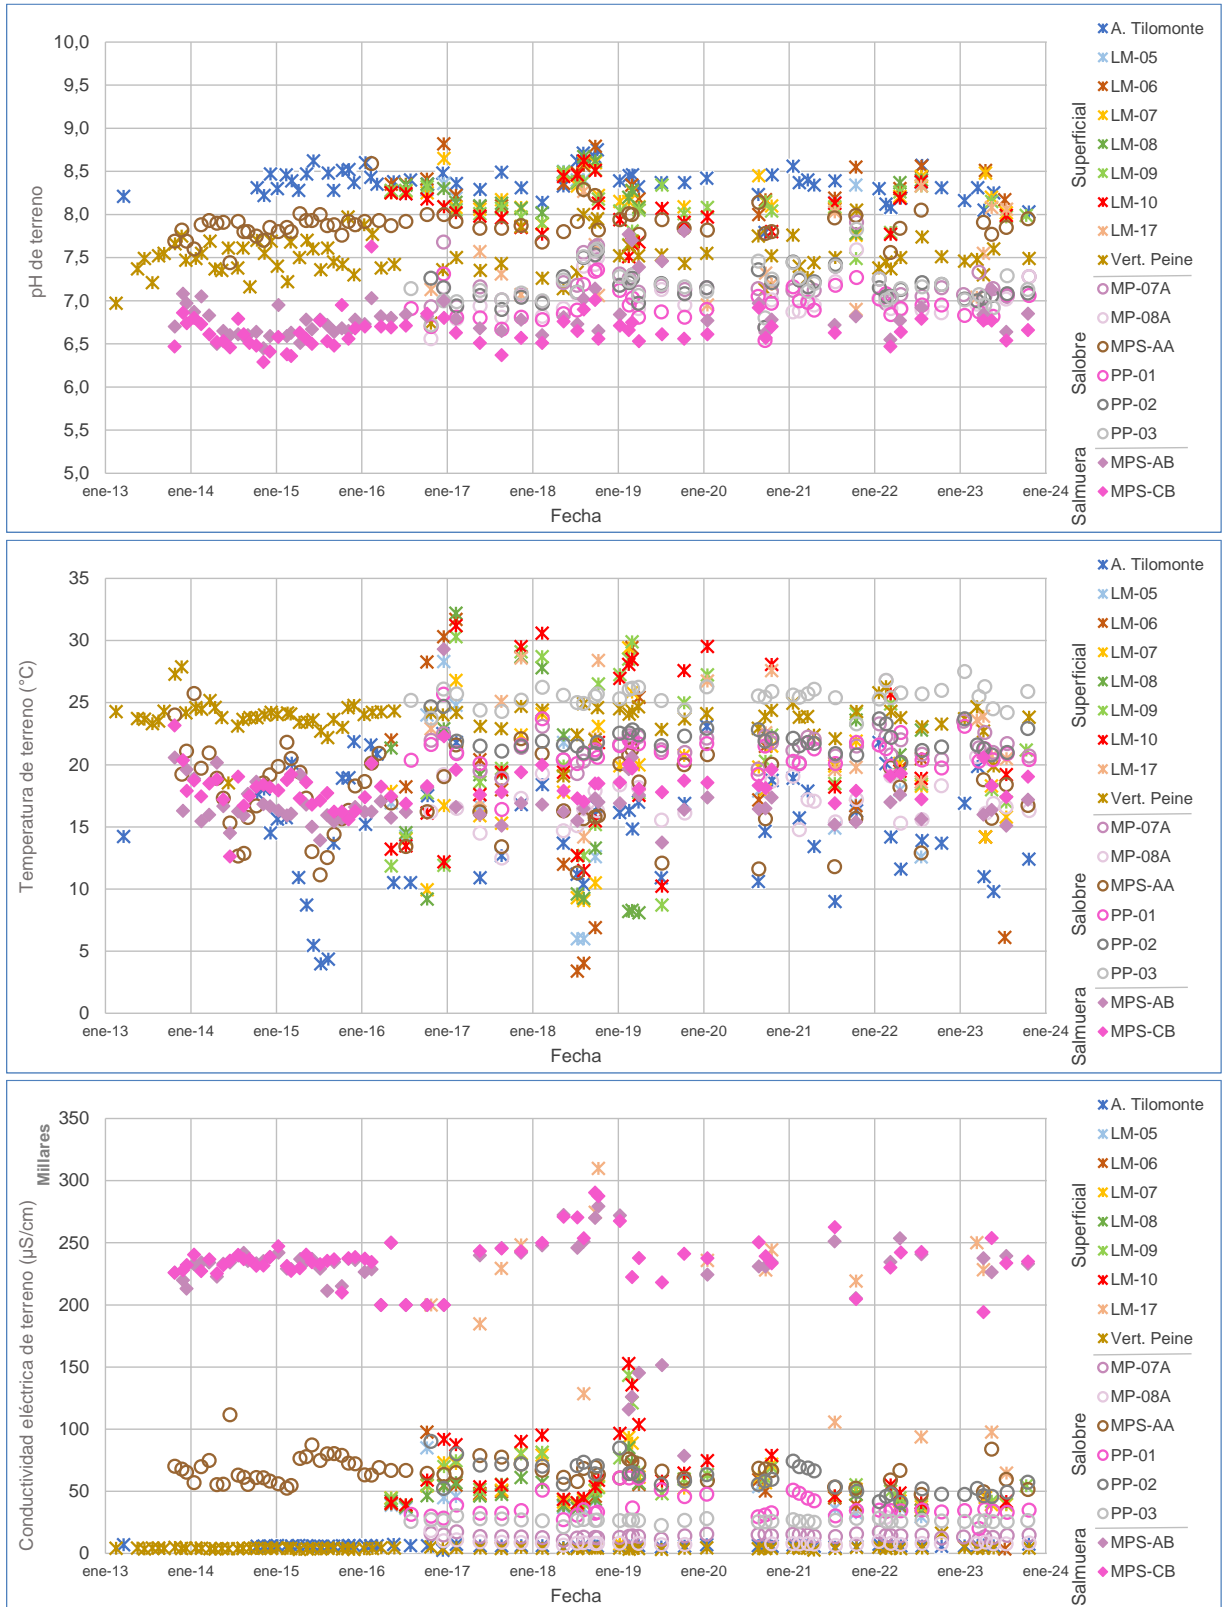 pH de terreno
10,0
9,5
9,0
8,5
8,0
7,5
7,0
6,5
6,0
5,5
5,0
ene-13 ene-14 ene-15 ene-16 ene-17 ene-18 ene-19 ene-20 ene-21 ene-22 ene-23 ene-24
Fecha
Superficial
A. Tilomonte
LM-05
LM-06
LM-07
LM-08
LM-09
LM-10
LM-17
Vert. Peine
Salobre
MP-07A
MP-08A
MPS-AA
PP-01
PP-02
PP-03
Salmuera
MPS-AB
MPS-CB
Temperatura de terreno (°C)
35
30
25
20
15
10
5
0
ene-13 ene-14 ene-15 ene-16 ene-17 ene-18 ene-19 ene-20 ene-21 ene-22 ene-23 ene-24
Fecha
Superficial
A. Tilomonte
LM-05
LM-06
LM-07
LM-08
LM-09
LM-10
LM-17
Vert. Peine
Salobre
MP-07A
MP-08A
MPS-AA
PP-01
PP-02
PP-03
Salmuera
MPS-AB
MPS-CB
Conductividad eléctrica de terreno (µS/cm)
Millares
350
300
250
200
150
100
50
0
ene-13 ene-14 ene-15 ene-16 ene-17 ene-18 ene-19 ene-20 ene-21 ene-22 ene-23 ene-24
Fecha
Superficial
A. Tilomonte
LM-05
LM-06
LM-07
LM-08
LM-09
LM-10
LM-17
Vert. Peine
Salobre
MP-07A
MP-08A
MPS-AA
PP-01
PP-02
PP-03
Salmuera
MPS-AB
MPS-CB